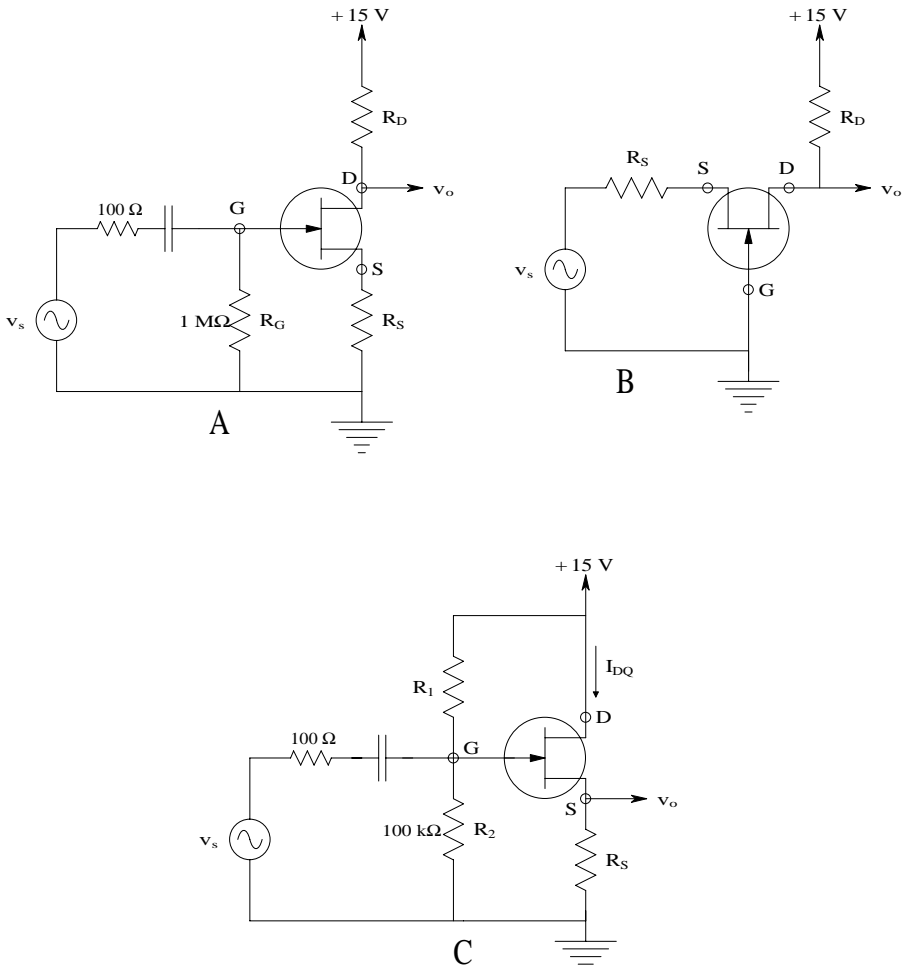 + 15 V
R_D
D
v_o
100 Ω
G
S
v_s
1 MΩ
R_G
R_S
A
+ 15 V
R_D
R_S
S
D
v_o
v_s
G
B
+ 15 V
I_DQ
R_1
D
100 Ω
G
S
v_o
v_s
100 kΩ
R_2
R_S
C